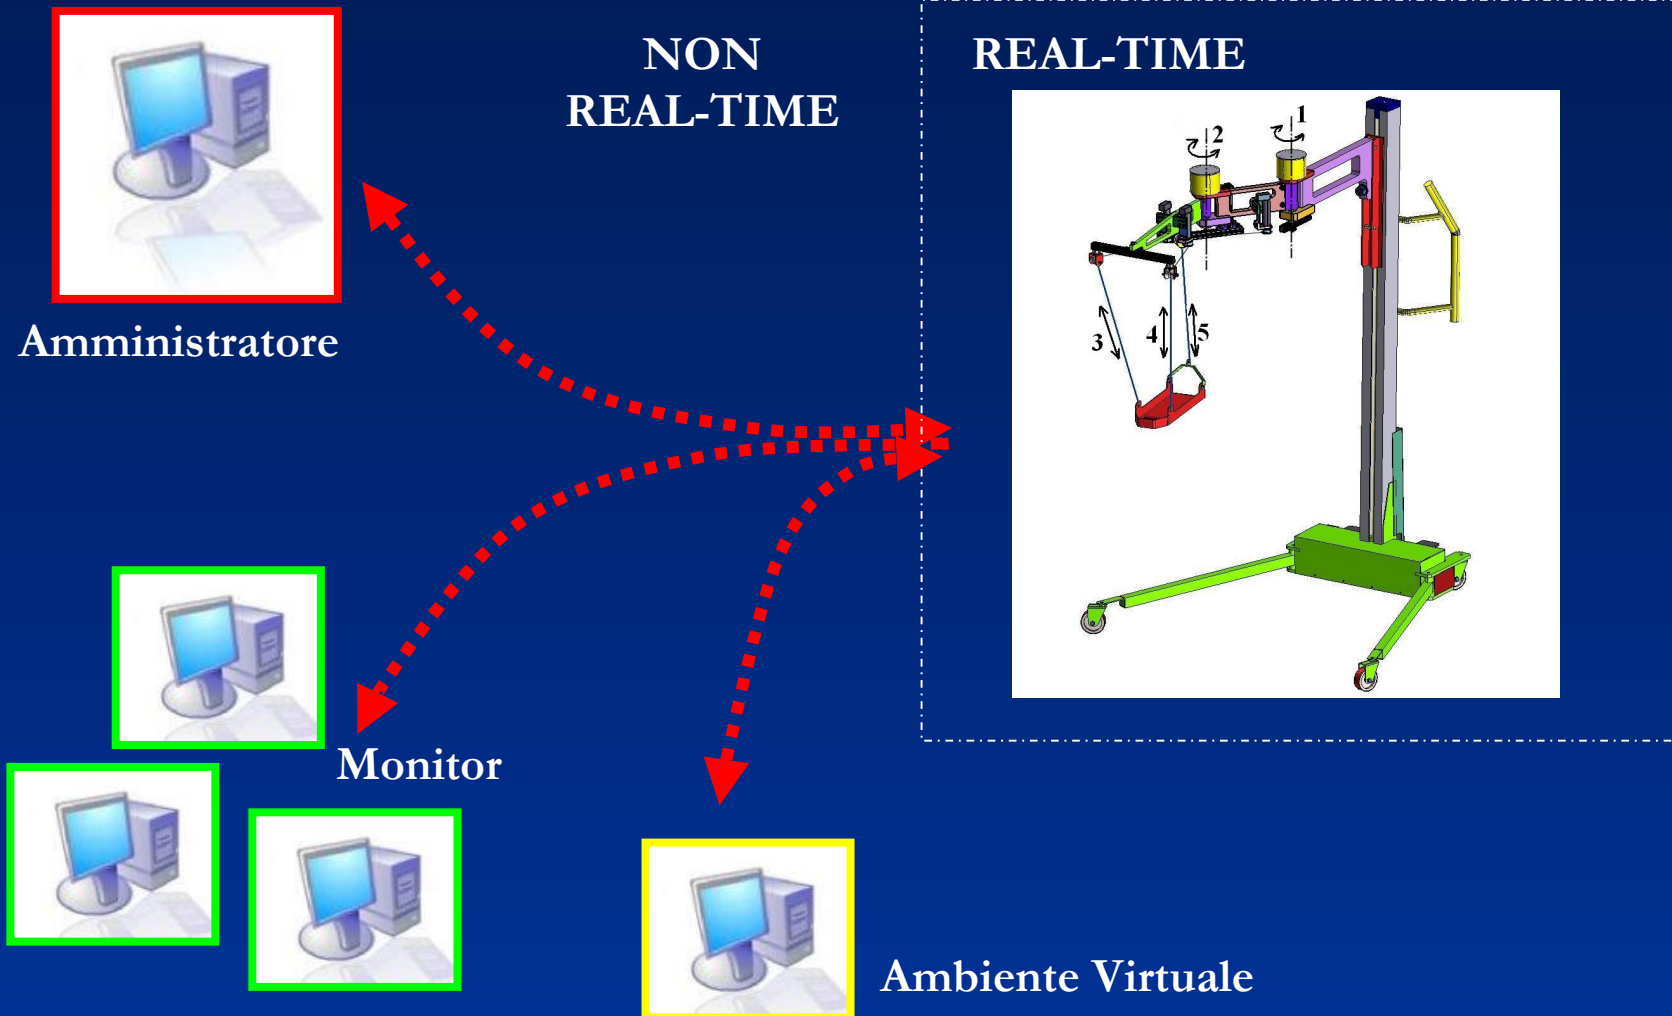 NON
REAL-TIME
REAL-TIME
1
2
3
4
5
Amministratore
Monitor
Ambiente Virtuale